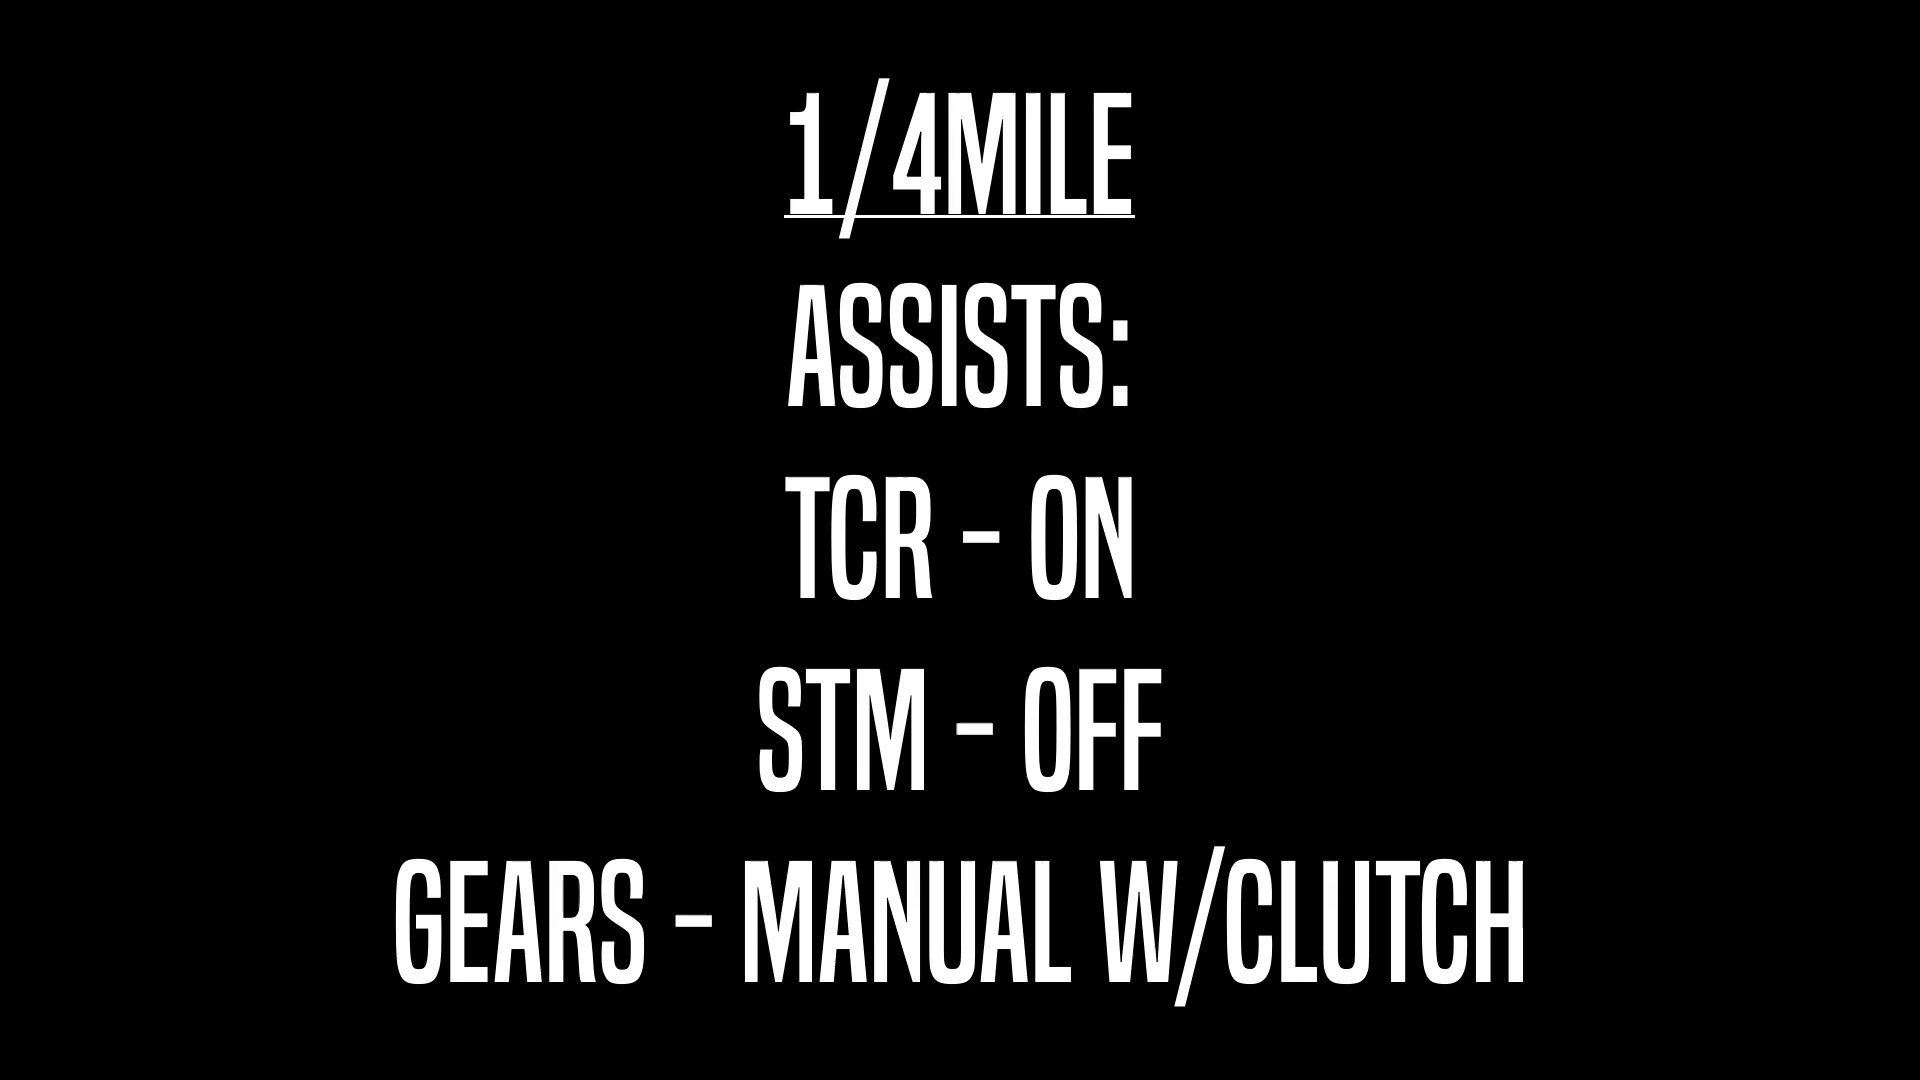 1/4MILE
ASSISTS:
TCR - ON
STM - OFF
GEARS - MANUAL W/CLUTCH